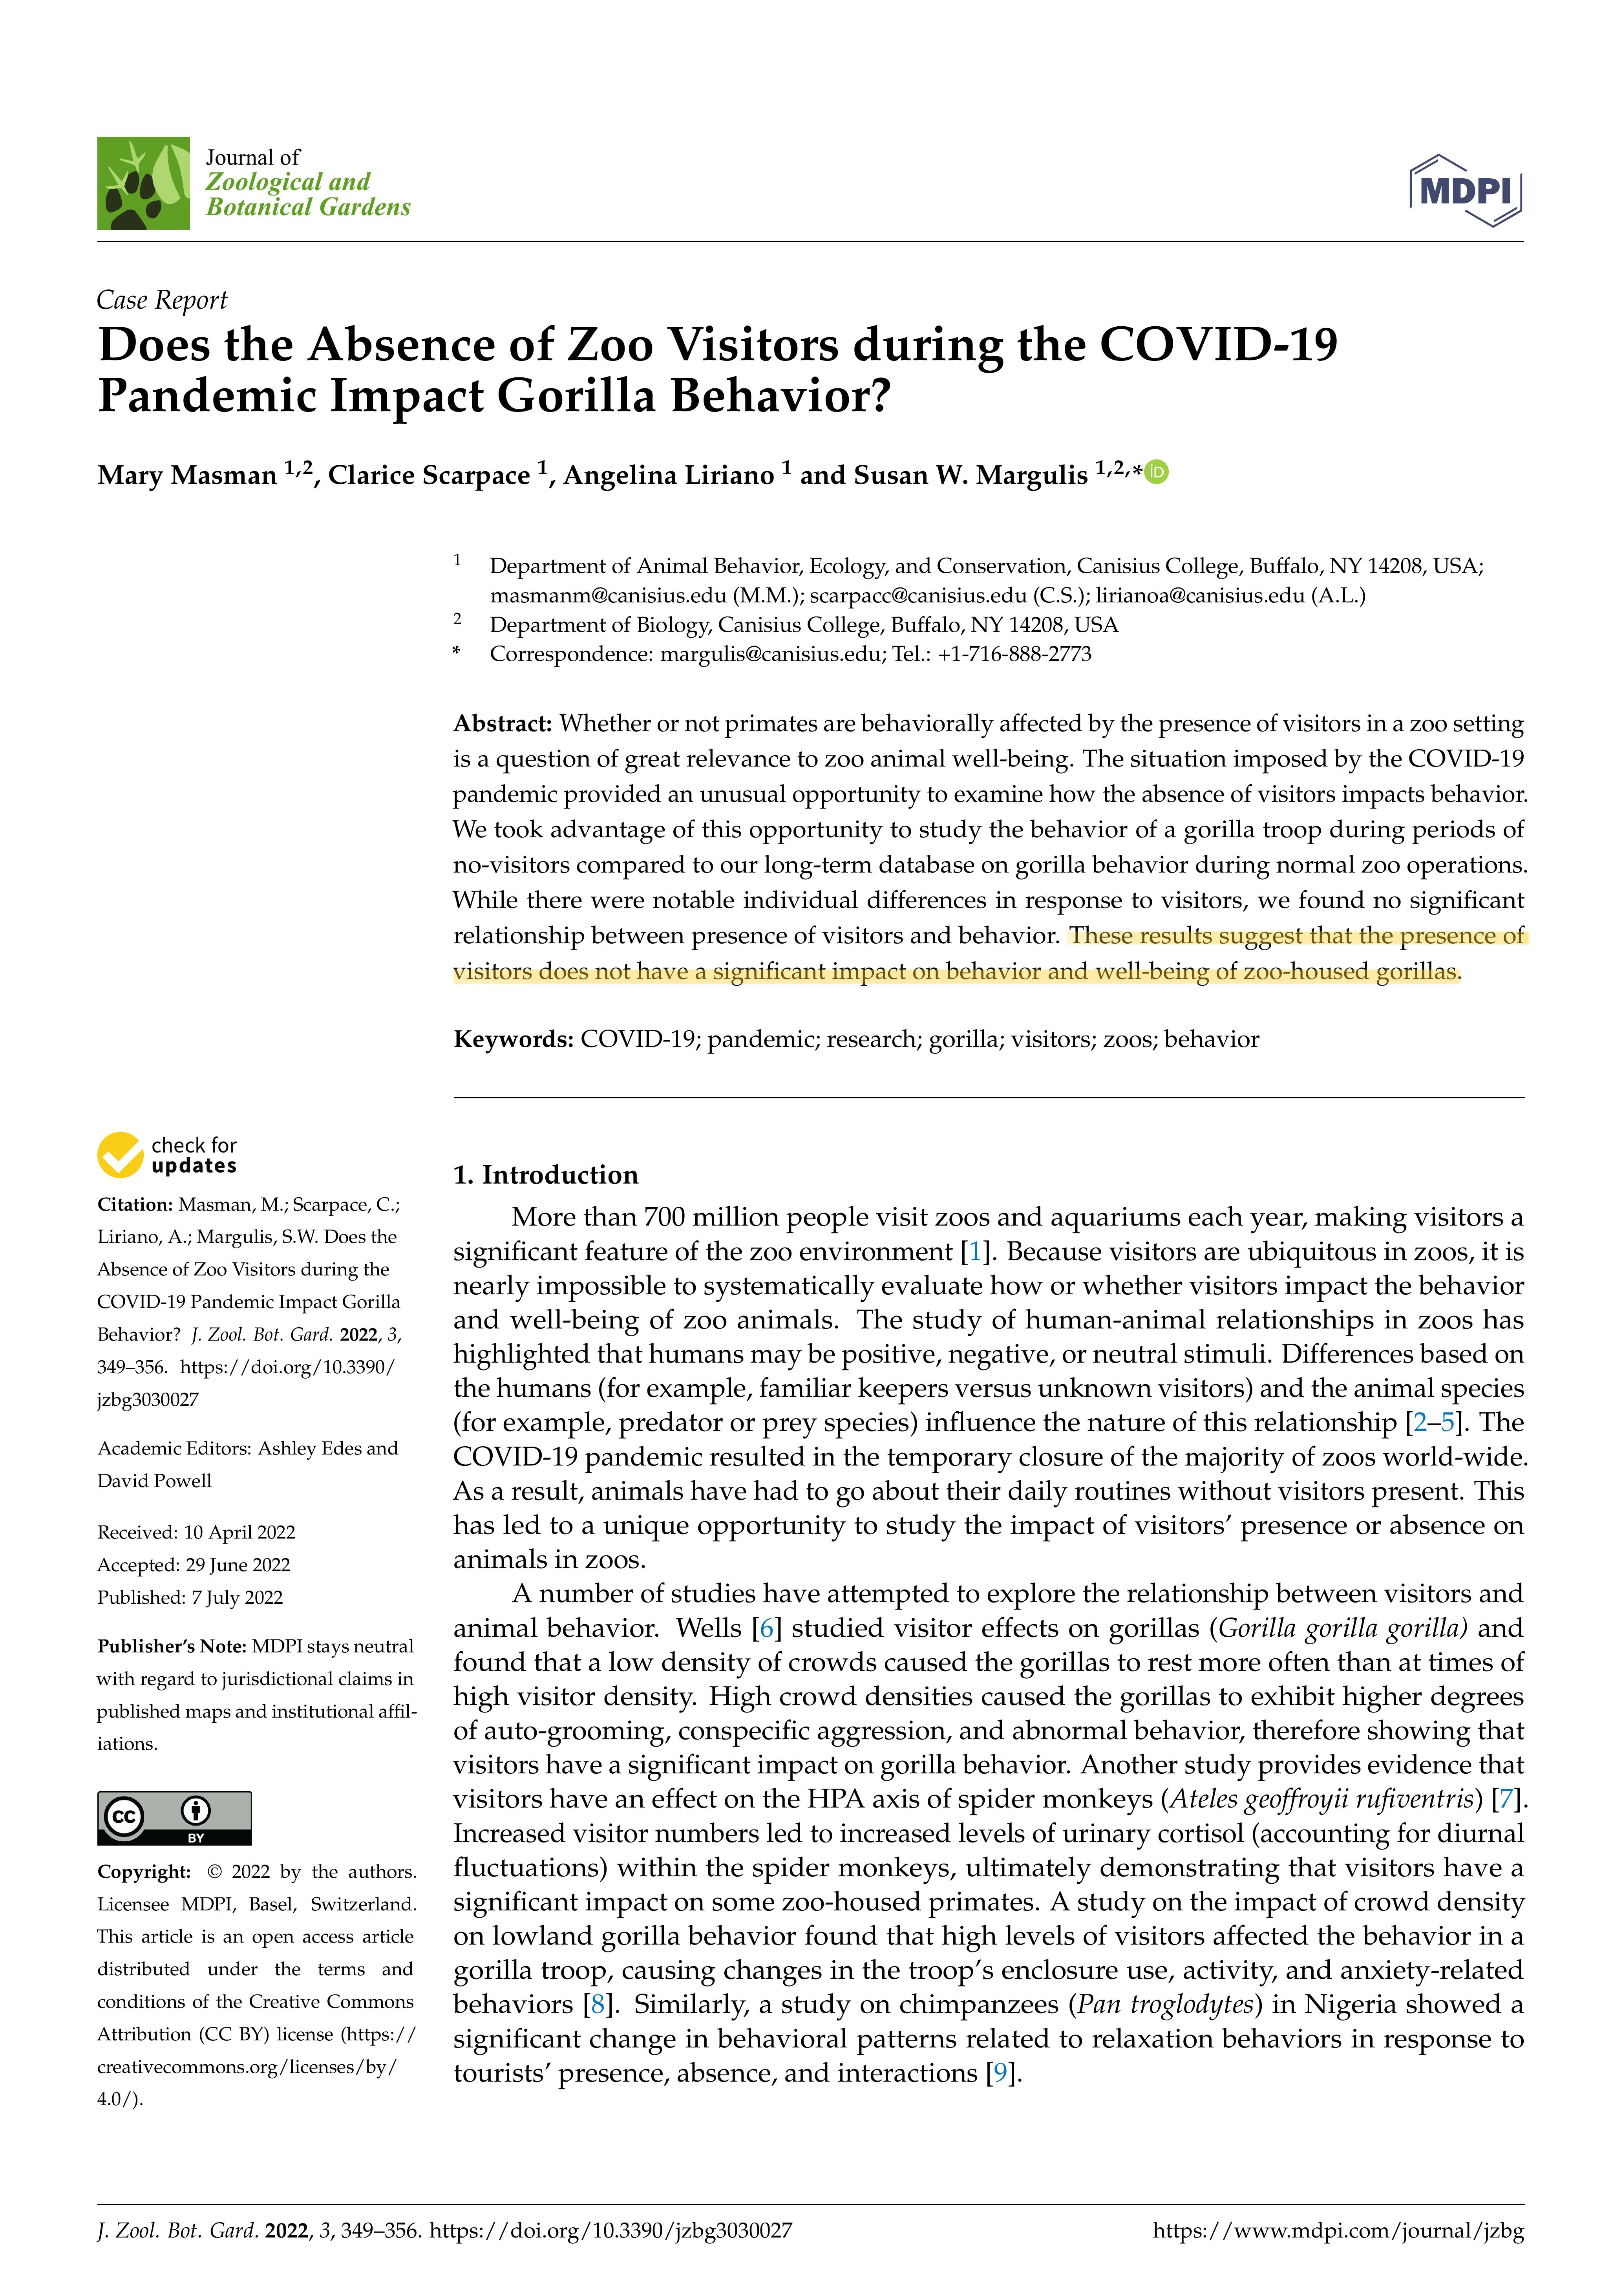 Journal of
Zoological and
Botanical Gardens
MDPI
Case Report
Does the Absence of Zoo Visitors during the COVID-19
Pandemic Impact Gorilla Behavior?
Mary Masman 1,2, Clarice Scarpace 1, Angelina Liriano 1 and Susan W. Margulis 1,2,* iD
1 Department of Animal Behavior, Ecology, and Conservation, Canisius College, Buffalo, NY 14208, USA;
masmanm@canisius.edu (M.M.); scarpacc@canisius.edu (C.S.); lirianoa@canisius.edu (A.L.)
2 Department of Biology, Canisius College, Buffalo, NY 14208, USA
* Correspondence: margulis@canisius.edu; Tel.: +1-716-888-2773
Abstract: Whether or not primates are behaviorally affected by the presence of visitors in a zoo setting
is a question of great relevance to zoo animal well-being. The situation imposed by the COVID-19
pandemic provided an unusual opportunity to examine how the absence of visitors impacts behavior.
We took advantage of this opportunity to study the behavior of a gorilla troop during periods of
no-visitors compared to our long-term database on gorilla behavior during normal zoo operations.
While there were notable individual differences in response to visitors, we found no significant
relationship between presence of visitors and behavior. These results suggest that the presence of
visitors does not have a significant impact on behavior and well-being of zoo-housed gorillas.
Keywords: COVID-19; pandemic; research; gorilla; visitors; zoos; behavior
check for
updates
Citation: Masman, M.; Scarpace, C.;
Liriano, A.; Margulis, S.W. Does the
Absence of Zoo Visitors during the
COVID-19 Pandemic Impact Gorilla
Behavior? J. Zool. Bot. Gard. 2022, 3,
349–356. https://doi.org/10.3390/
jzbg3030027
Academic Editors: Ashley Edes and
David Powell
Received: 10 April 2022
Accepted: 29 June 2022
Published: 7 July 2022
Publisher's Note: MDPI stays neutral
with regard to jurisdictional claims in
published maps and institutional affil-
iations.
cc
BY
Copyright: © 2022 by the authors.
Licensee MDPI, Basel, Switzerland.
This article is an open access article
distributed under the terms and
conditions of the Creative Commons
Attribution (CC BY) license (https://
creativecommons.org/licenses/by/
4.0/).
1. Introduction
More than 700 million people visit zoos and aquariums each year, making visitors a
significant feature of the zoo environment [1]. Because visitors are ubiquitous in zoos, it is
nearly impossible to systematically evaluate how or whether visitors impact the behavior
and well-being of zoo animals. The study of human-animal relationships in zoos has
highlighted that humans may be positive, negative, or neutral stimuli. Differences based on
the humans (for example, familiar keepers versus unknown visitors) and the animal species
(for example, predator or prey species) influence the nature of this relationship [2–5]. The
COVID-19 pandemic resulted in the temporary closure of the majority of zoos world-wide.
As a result, animals have had to go about their daily routines without visitors present. This
has led to a unique opportunity to study the impact of visitors' presence or absence on
animals in zoos.
A number of studies have attempted to explore the relationship between visitors and
animal behavior. Wells [6] studied visitor effects on gorillas (Gorilla gorilla gorilla) and
found that a low density of crowds caused the gorillas to rest more often than at times of
high visitor density. High crowd densities caused the gorillas to exhibit higher degrees
of auto-grooming, conspecific aggression, and abnormal behavior, therefore showing that
visitors have a significant impact on gorilla behavior. Another study provides evidence that
visitors have an effect on the HPA axis of spider monkeys (Ateles geoffroyii rufiventris) [7].
Increased visitor numbers led to increased levels of urinary cortisol (accounting for diurnal
fluctuations) within the spider monkeys, ultimately demonstrating that visitors have a
significant impact on some zoo-housed primates. A study on the impact of crowd density
on lowland gorilla behavior found that high levels of visitors affected the behavior in a
gorilla troop, causing changes in the troop's enclosure use, activity, and anxiety-related
behaviors [8]. Similarly, a study on chimpanzees (Pan troglodytes) in Nigeria showed a
significant change in behavioral patterns related to relaxation behaviors in response to
tourists' presence, absence, and interactions [9].
J. Zool. Bot. Gard. 2022, 3, 349–356. https://doi.org/10.3390/jzbg3030027
https://www.mdpi.com/journal/jzbg